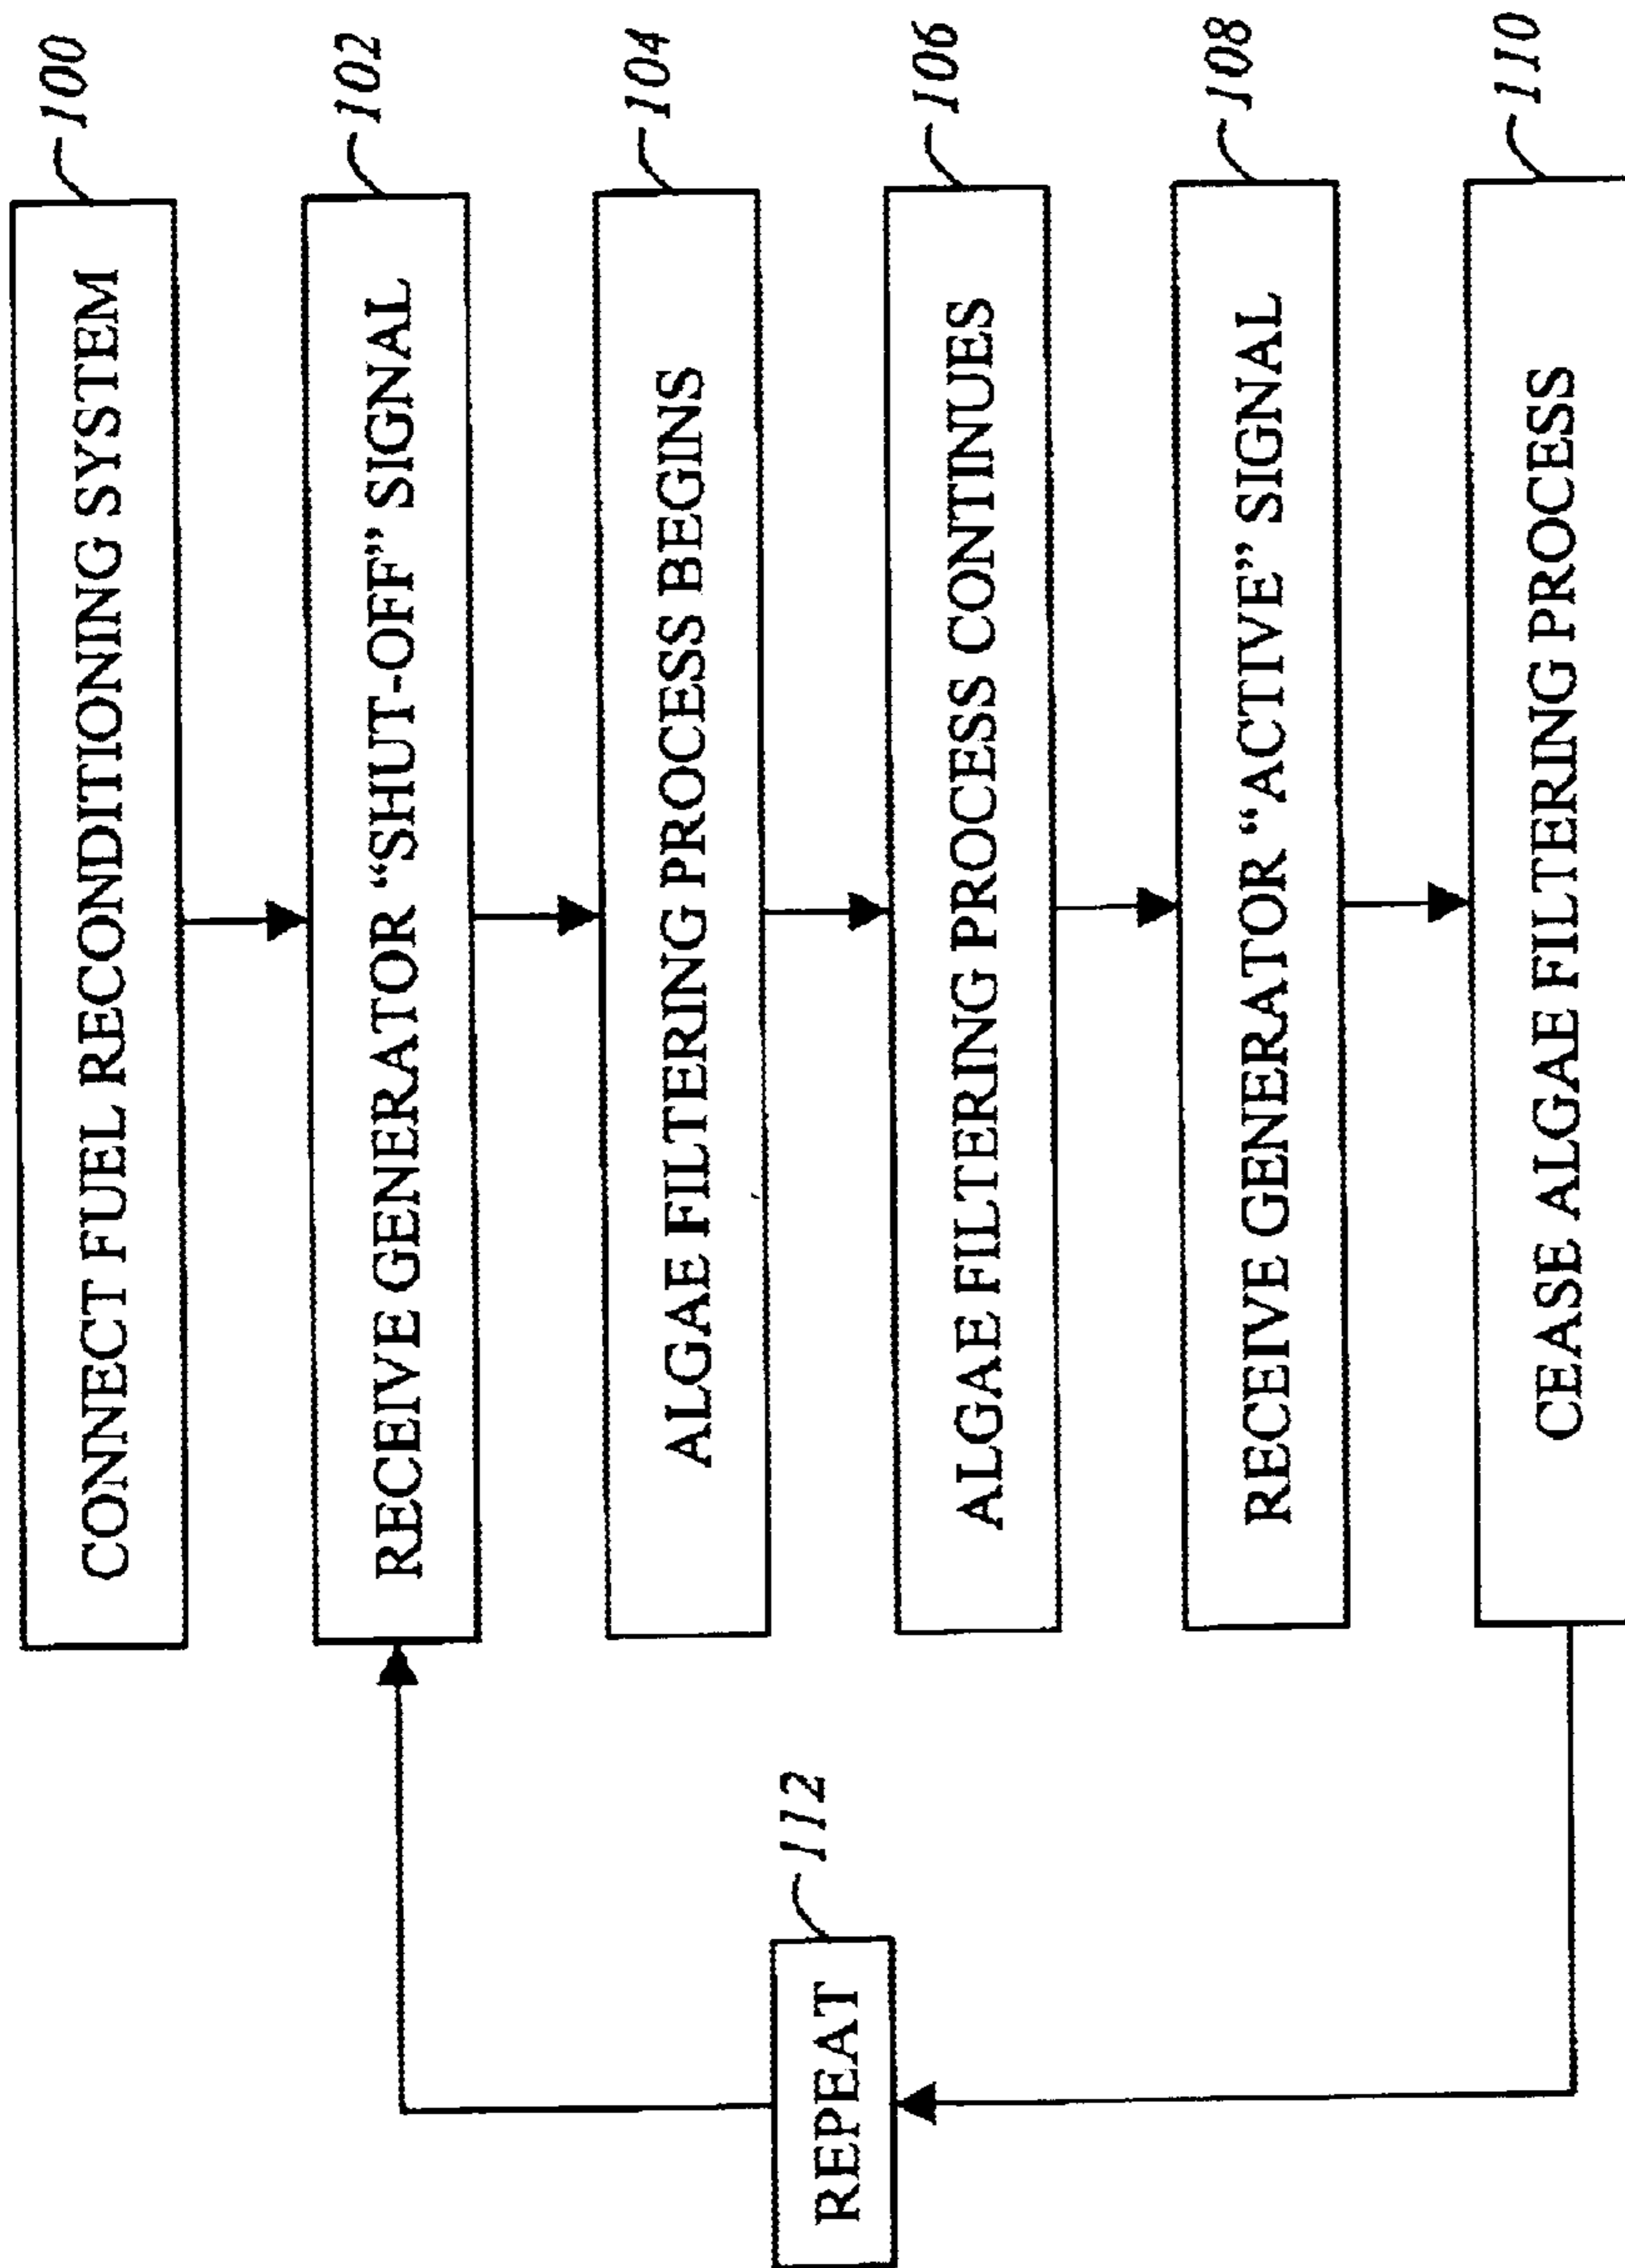 CONNECT FUEL RECONDITIONING SYSTEM
100
RECEIVE GENERATOR “SHUT-OFF” SIGNAL
102
ALGAE FILTERING PROCESS BEGINS
104
ALGAE FILTERING PROCESS CONTINUES
106
RECEIVE GENERATOR “ACTIVE” SIGNAL
108
CEASE ALGAE FILTERING PROCESS
110
REPEAT
112